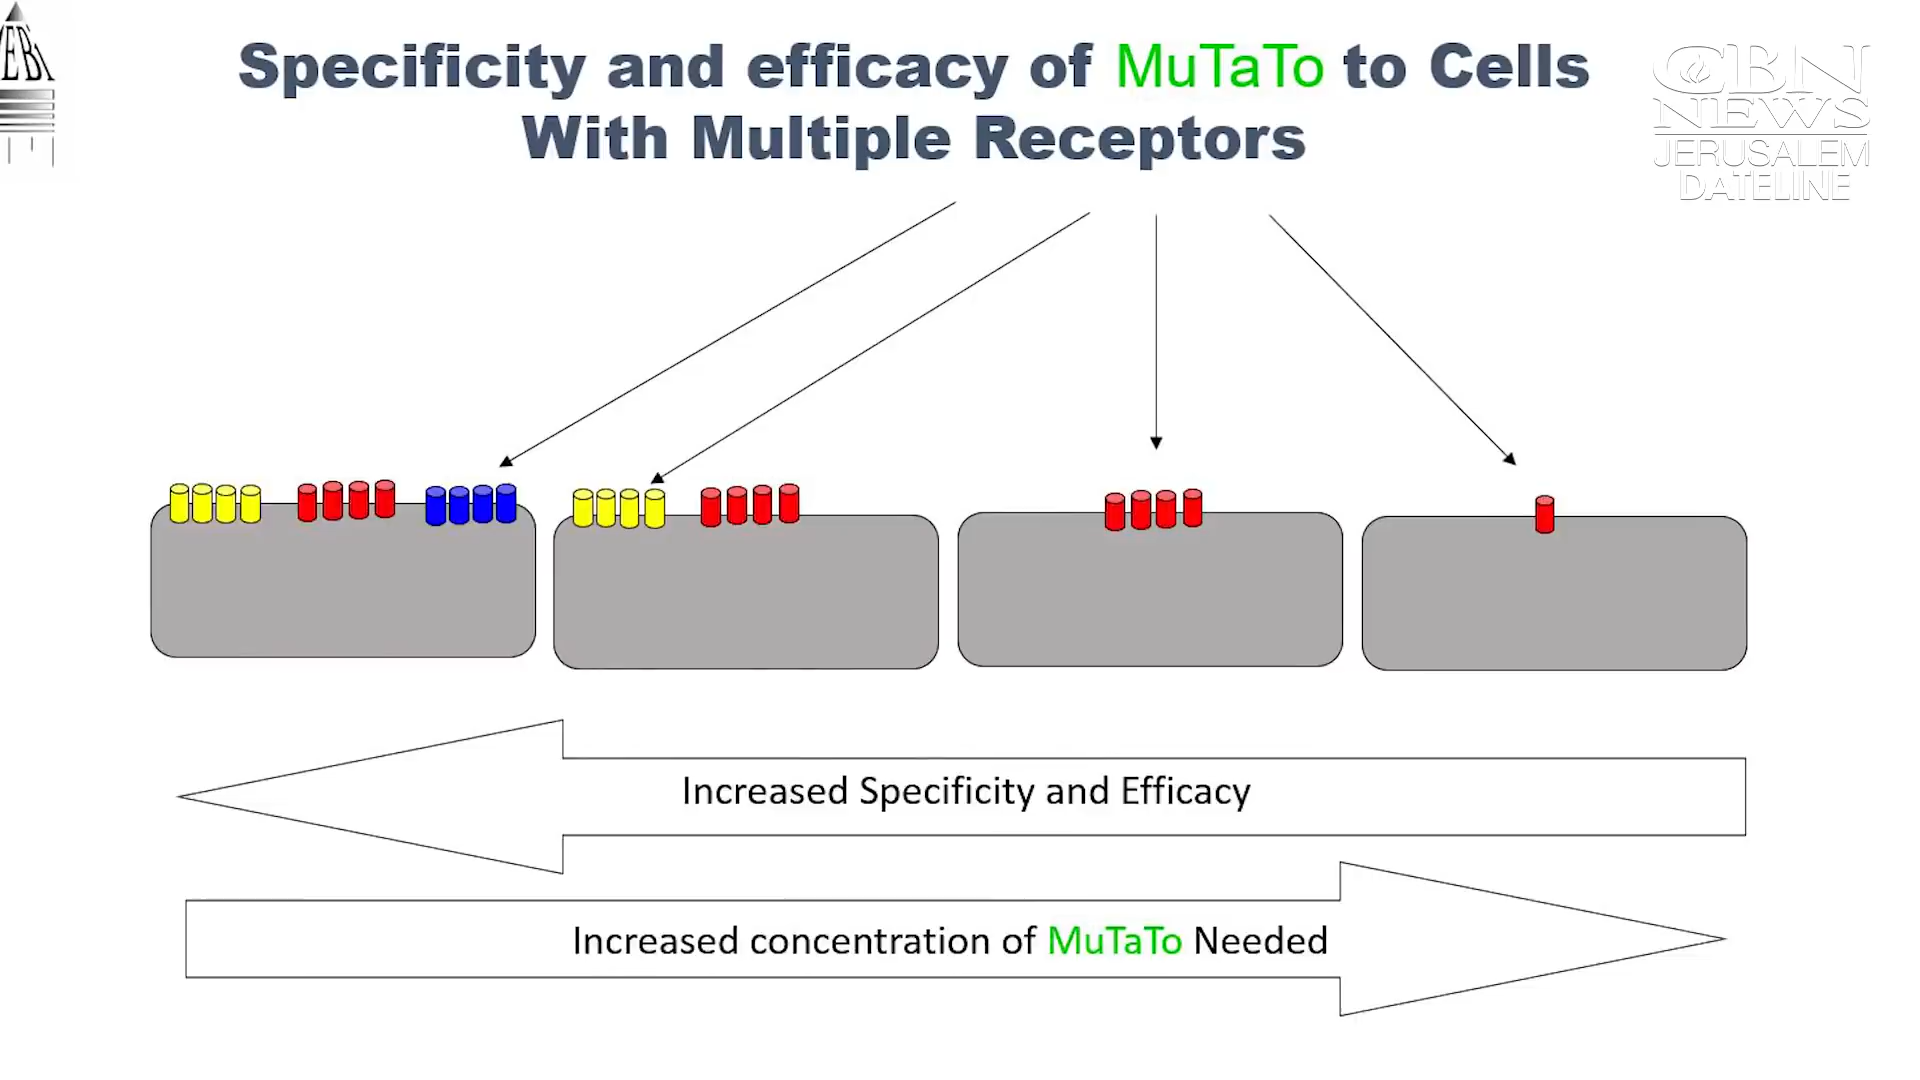 Specificity and efficacy of MuTaTo to Cells
With Multiple Receptors
CBN
NEWS
JERUSALEM
DATELINE
Increased Specificity and Efficacy
Increased concentration of MuTaTo Needed